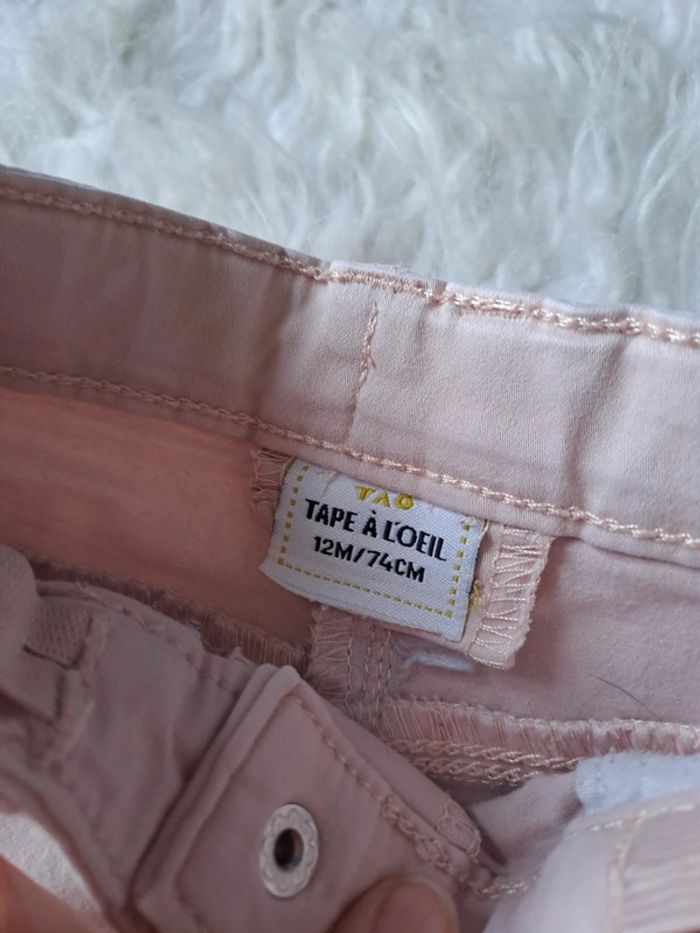 TAO
TAPE À L'OEIL
12M/74CM